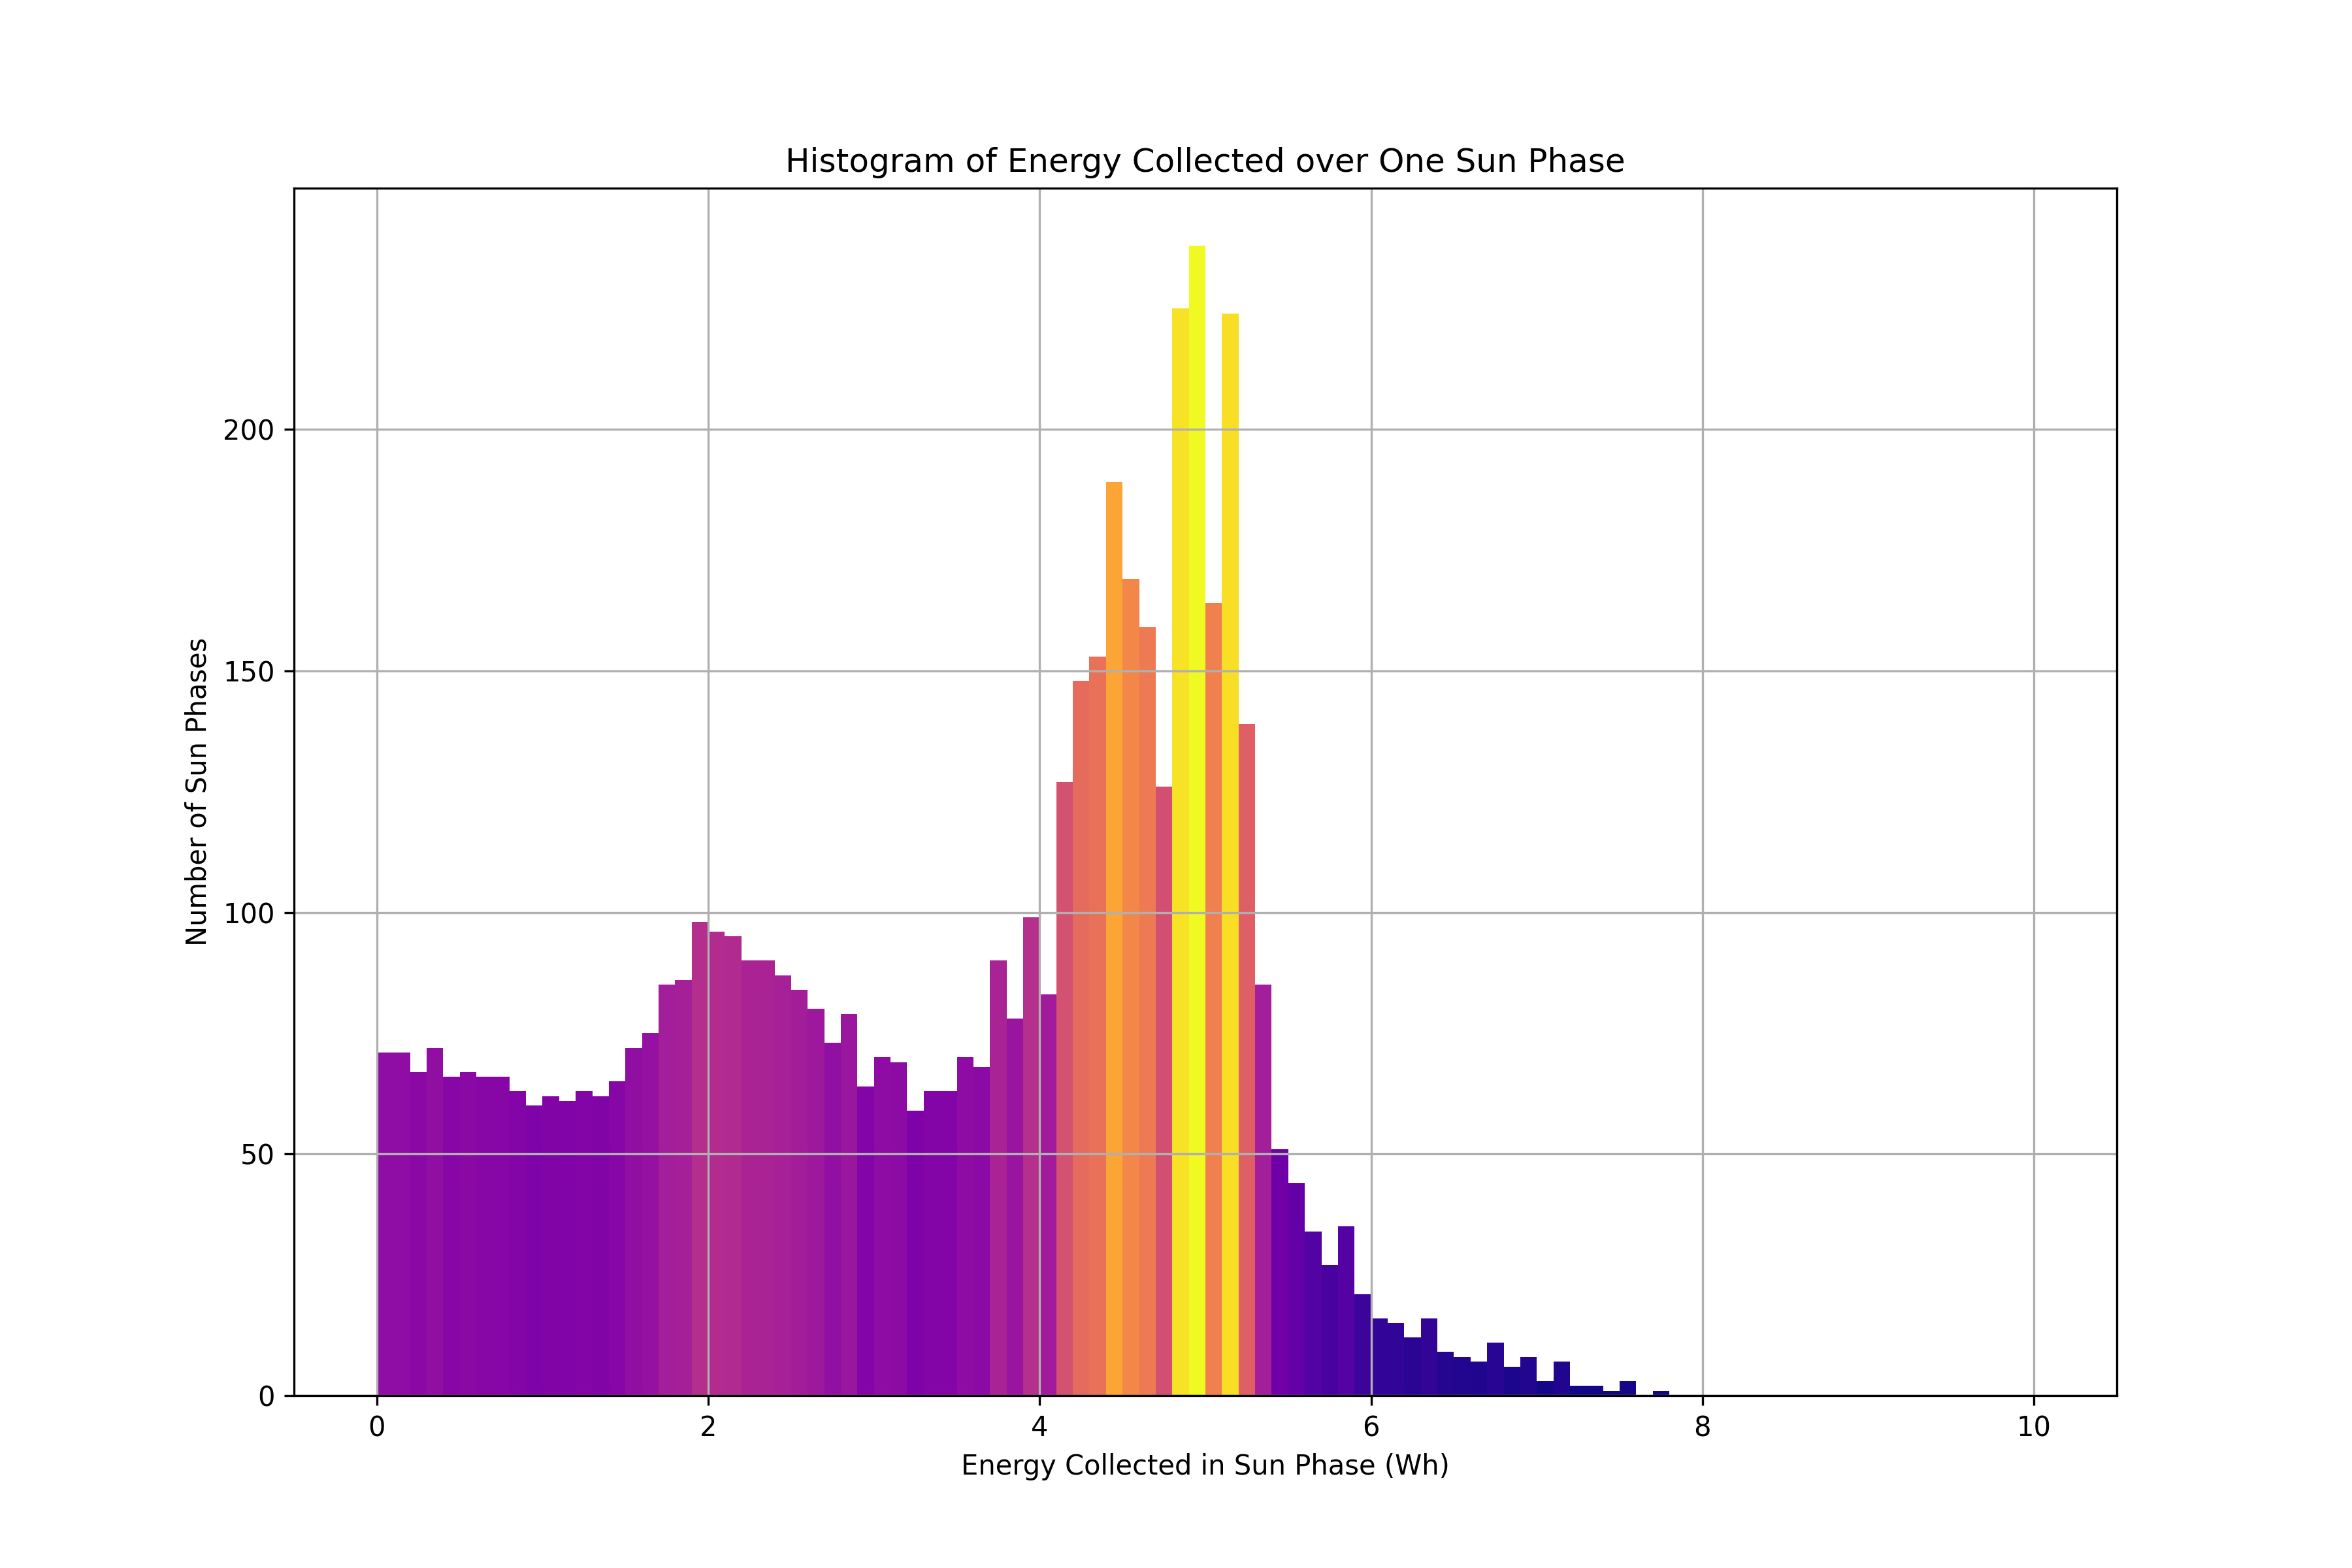 Histogram of Energy Collected over One Sun Phase
Number of Sun Phases
200
150
100
50
0
0 2 4 6 8 10
Energy Collected in Sun Phase (Wh)